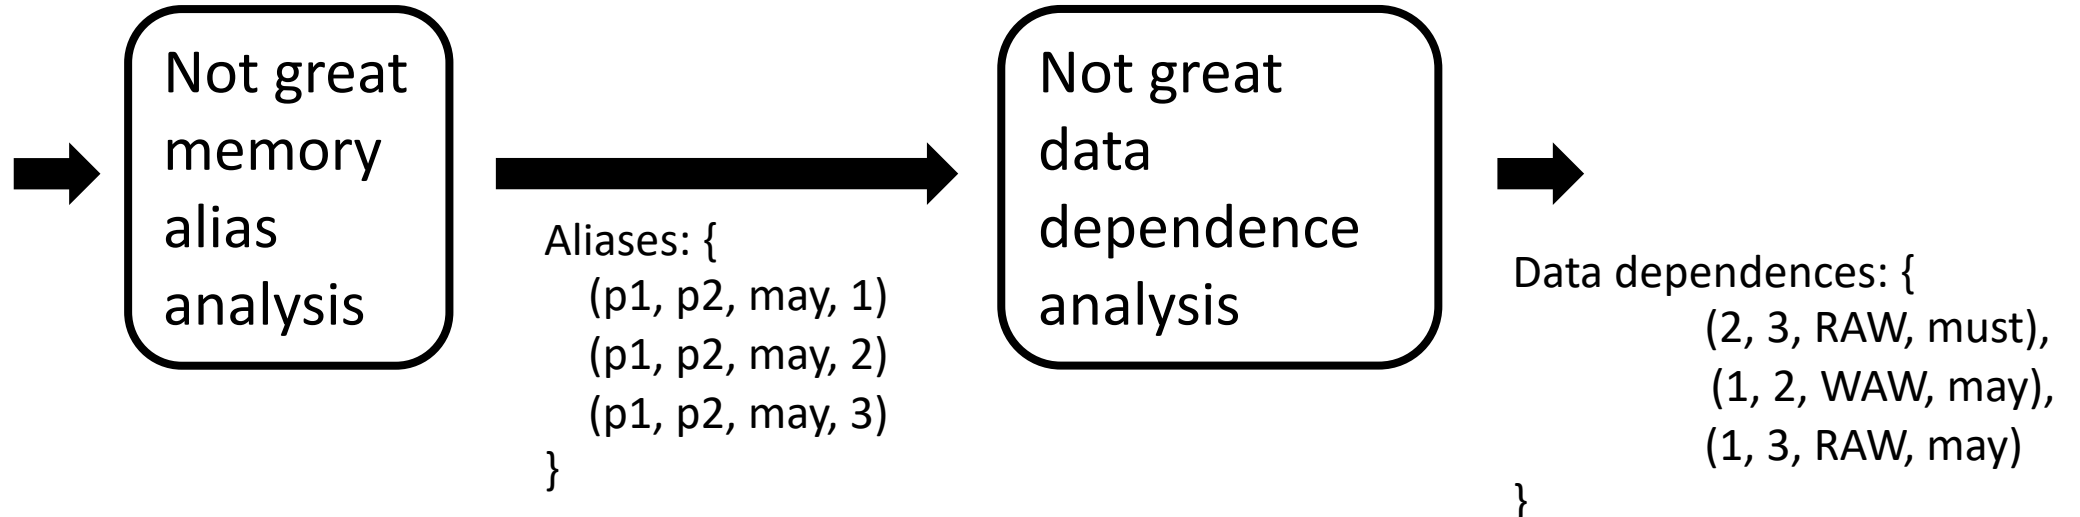 Not great
memory
alias
analysis
Aliases: {
(p1, p2, may, 1)
(p1, p2, may, 2)
(p1, p2, may, 3)
}
Not great
data
dependence
analysis
Data dependences: {
(2, 3, RAW, must),
(1, 2, WAW, may),
(1, 3, RAW, may)
}